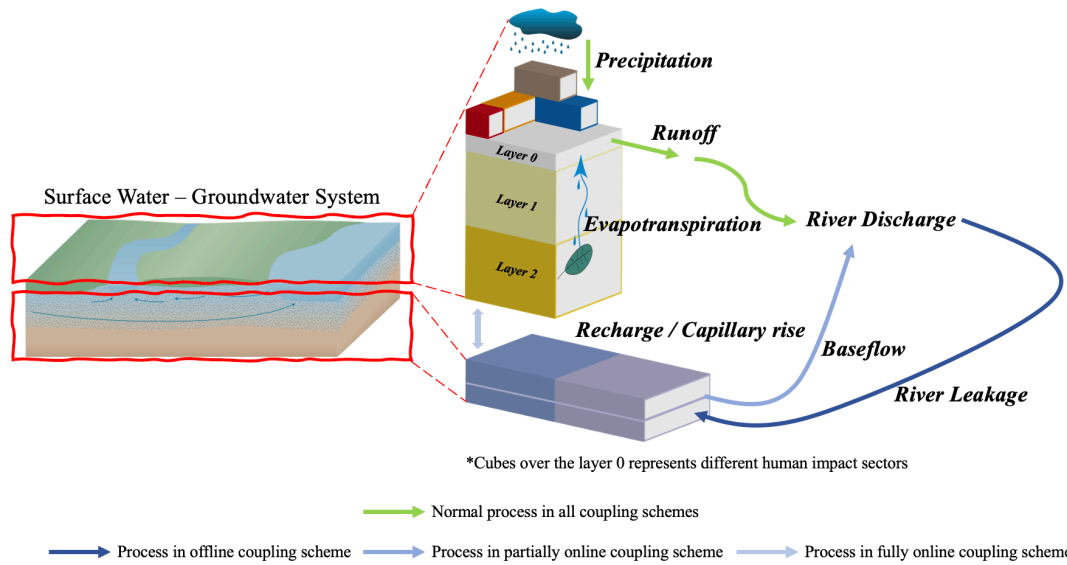 Precipitation
Runoff
Layer 0
Surface Water – Groundwater System
Layer 1
Evapotranspiration
River Discharge
Layer 2
Recharge / Capillary rise
Baseflow
River Leakage
*Cubes over the layer 0 represents different human impact sectors
Normal process in all coupling schemes
Process in offline coupling scheme
Process in partially online coupling scheme
Process in fully online coupling scheme